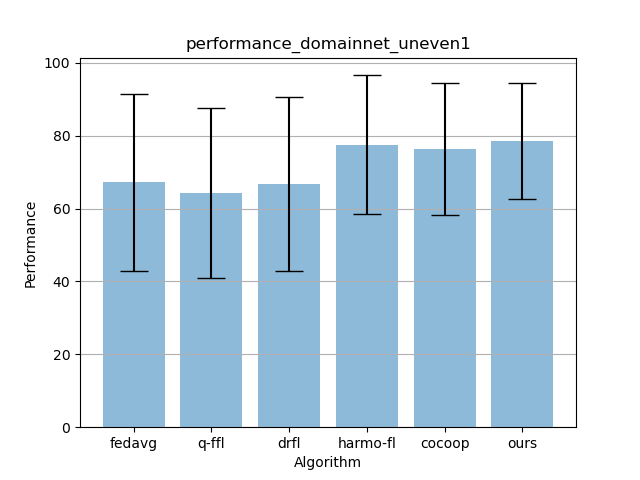 performance_domainnet_uneven1
100
80
60
40
20
0
Performance
fedavg q-ffl drfl harmo-fl cocoop ours
Algorithm